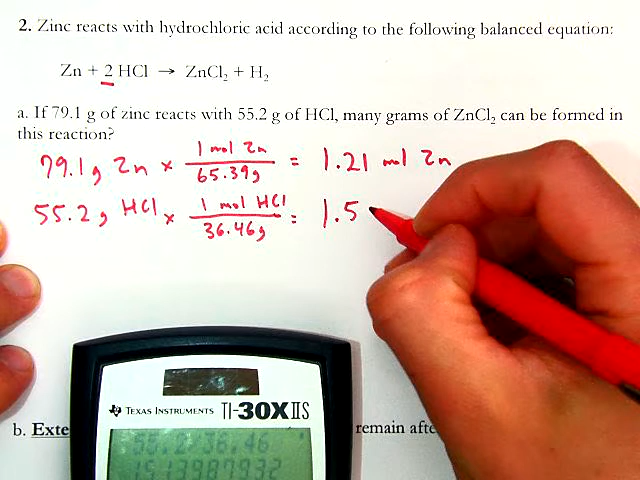 2. Zinc reacts with hydrochloric acid according to the following balanced equation:
Zn + 2 HCl → ZnCl₂ + H₂
a. If 79.1 g of zinc reacts with 55.2 g of HCl, many grams of ZnCl₂ can be formed in
this reaction?
79.1g Zn × 1 mol Zn / 65.39g = 1.21 mol Zn
55.2g HCl × 1 mol HCl / 36.46g = 1.5
TEXAS INSTRUMENTS TI-30X IIS
55.2/36.46
b. Exte remain afte